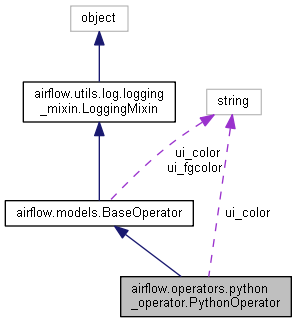 object
airflow.utils.log.logging
_mixin.LoggingMixin
string
ui_color
ui_fgcolor
airflow.models.BaseOperator
ui_color
airflow.operators.python
_operator.PythonOperator